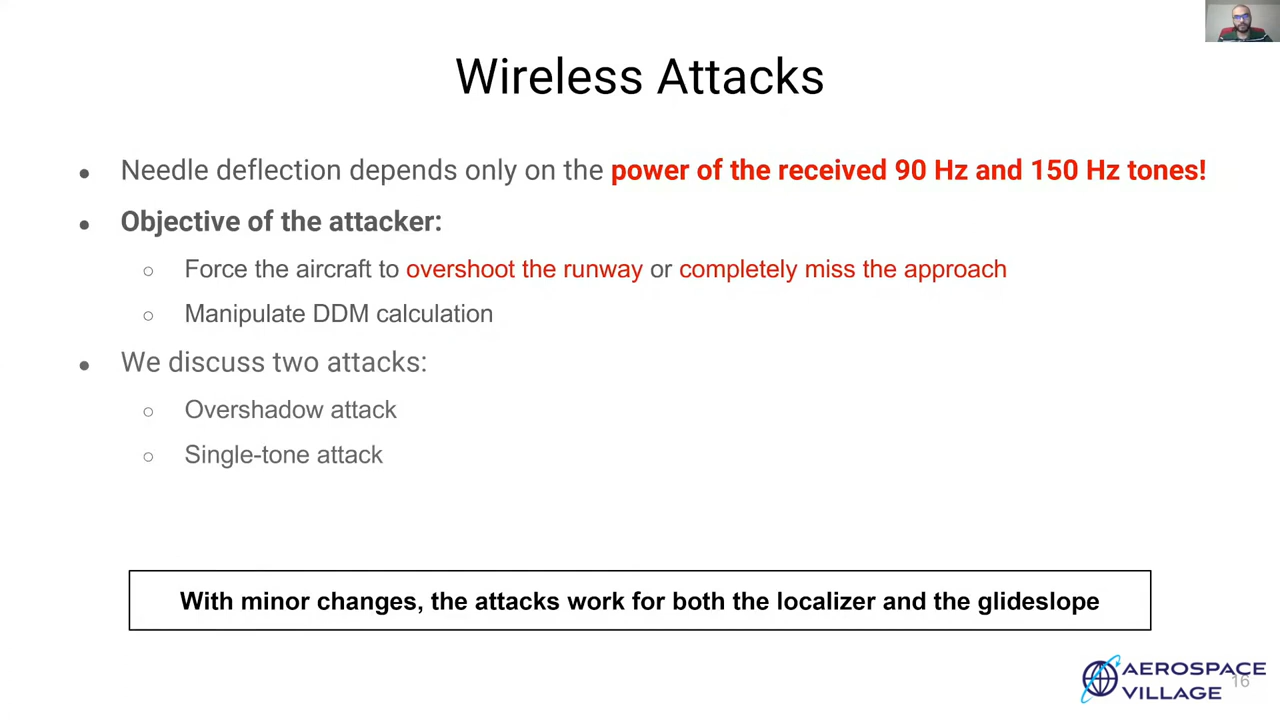 Wireless Attacks
● Needle deflection depends only on the power of the received 90 Hz and 150 Hz tones!
● Objective of the attacker:
○ Force the aircraft to overshoot the runway or completely miss the approach
○ Manipulate DDM calculation
● We discuss two attacks:
○ Overshadow attack
○ Single-tone attack
With minor changes, the attacks work for both the localizer and the glideslope
AEROSPACE
VILLAGE
16